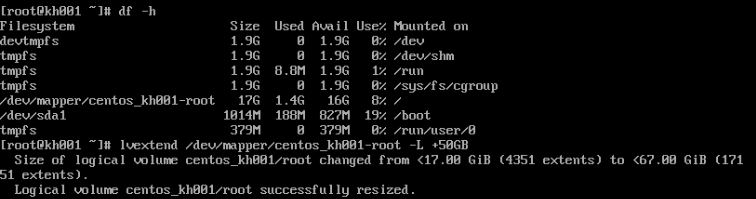 [root@kh001 ~]# df -h
Filesystem Size Used Avail Use% Mounted on
devtmpfs 1.9G 0 1.9G 0% /dev
tmpfs 1.9G 0 1.9G 0% /dev/shm
tmpfs 1.9G 8.8M 1.9G 1% /run
tmpfs 1.9G 0 1.9G 0% /sys/fs/cgroup
/dev/mapper/centos_kh001-root 17G 1.4G 16G 8% /
/dev/sda1 1014M 188M 827M 19% /boot
tmpfs 379M 0 379M 0% /run/user/0
[root@kh001 ~]# lvextend /dev/mapper/centos_kh001-root -L +50GB
Size of logical volume centos_kh001/root changed from <17.00 GiB (4351 extents) to <67.00 GiB (171
51 extents).
Logical volume centos_kh001/root successfully resized.